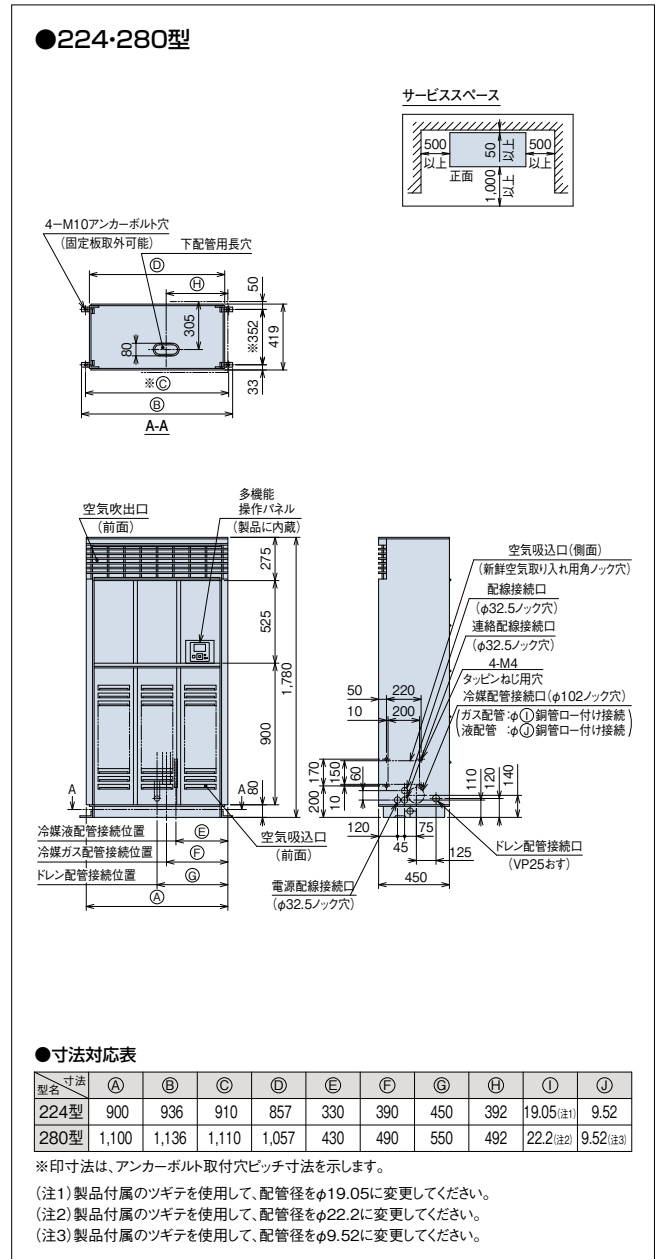 ●224・280型
サービススペース
500
以上
50
以上
500
以上
正面
1,000
以上
4−M10アンカーボルト穴
(固定板取外可能)
下配管用長穴
Ⓓ
Ⓗ
50
305
※352
419
80
33
※Ⓒ
Ⓑ
A-A
空気吹出口
(前面)
多機能
操作パネル
(製品に内蔵)
275
525
1,780
900
80
A
A
冷媒液配管接続位置
Ⓔ
冷媒ガス配管接続位置
Ⓕ
ドレン配管接続位置
Ⓖ
Ⓐ
空気吸込口
(前面)
空気吸込口(側面)
(新鮮空気取り入れ用角ノック穴)
配線接続口
(φ32.5ノック穴)
連絡配線接続口
(φ32.5ノック穴)
4-M4
タッピンねじ用穴
冷媒配管接続口(φ102ノック穴)
(ガス配管:φⒾ銅管ロー付け接続
液配管 :φⒿ銅管ロー付け接続)
50
220
10
200
170
150
60
200
10
110
120
140
120
75
45
125
450
ドレン配管接続口
(VP25おす)
電源配線接続口
(φ32.5ノック穴)
●寸法対応表
型名 寸法 Ⓐ Ⓑ Ⓒ Ⓓ Ⓔ Ⓕ Ⓖ Ⓗ Ⓘ Ⓙ
224型 900 936 910 857 330 390 450 392 19.05(注1) 9.52
280型 1,100 1,136 1,110 1,057 430 490 550 492 22.2(注2) 9.52(注3)
※印寸法は、アンカーボルト取付穴ピッチ寸法を示します。
(注1)製品付属のツギテを使用して、配管径をφ19.05に変更してください。
(注2)製品付属のツギテを使用して、配管径をφ22.2に変更してください。
(注3)製品付属のツギテを使用して、配管径をφ9.52に変更してください。